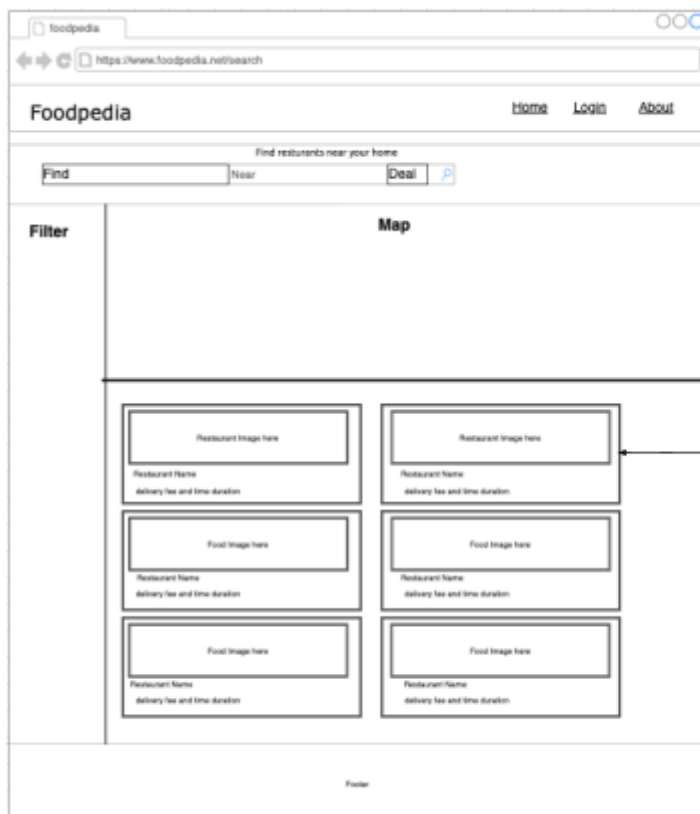 foodpedia
https://www.foodpedia.net/search
Foodpedia
Home Login About
Find resturants near your home
Find Near Deal
Filter
Map
Restaurant Image here
Restaurant Name
delivery fee and time duration
Restaurant Image here
Restaurant Name
delivery fee and time duration
Food Image here
Restaurant Name
delivery fee and time duration
Food Image here
Restaurant Name
delivery fee and time duration
Food Image here
Restaurant Name
delivery fee and time duration
Food Image here
Restaurant Name
delivery fee and time duration
Footer